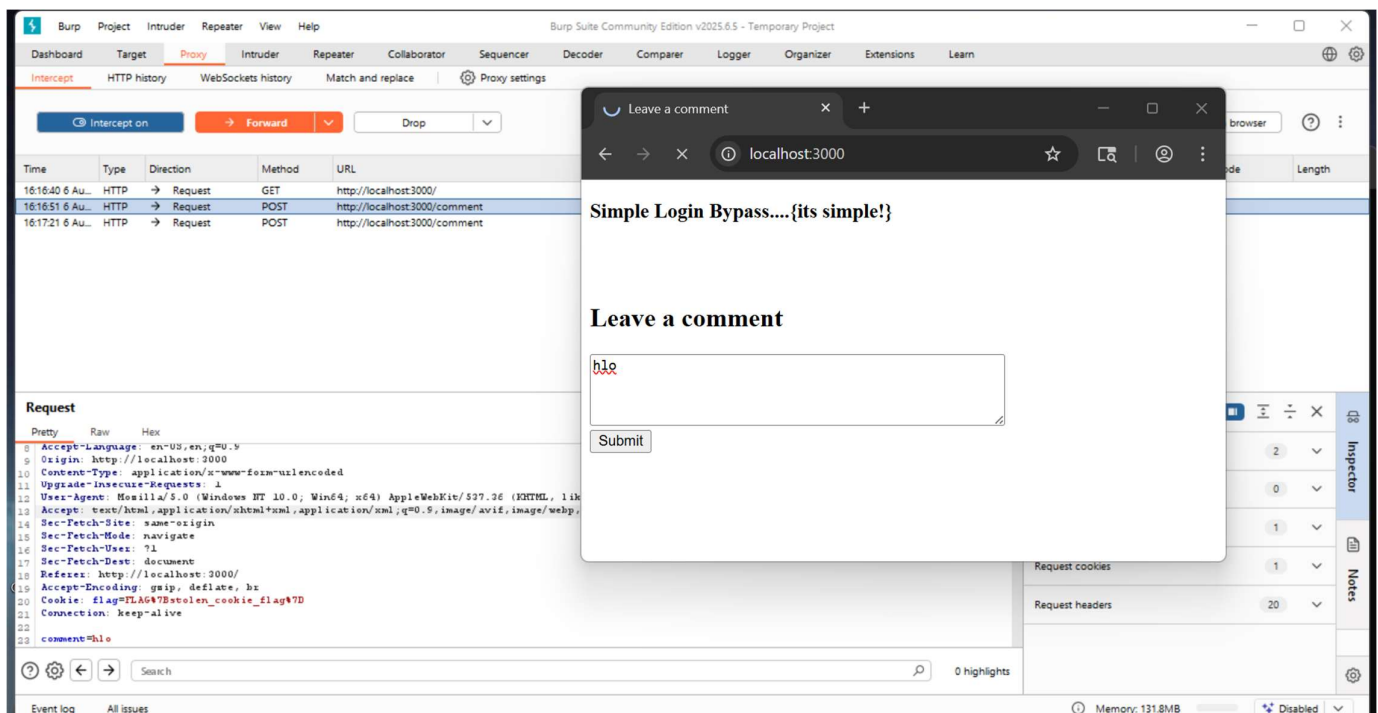 Burp Project Intruder Repeater View Help
Burp Suite Community Edition v2025.6.5 - Temporary Project
Dashboard Target Proxy Intruder Repeater Collaborator Sequencer Decoder Comparer Logger Organizer Extensions Learn
Intercept HTTP history WebSockets history Match and replace Proxy settings
Intercept on Forward Drop browser
Time Type Direction Method URL Length
16:16:40 6 Au... HTTP → Request GET http://localhost:3000/
16:16:51 6 Au... HTTP → Request POST http://localhost:3000/comment
16:17:21 6 Au... HTTP → Request POST http://localhost:3000/comment
Leave a comment
localhost:3000
Simple Login Bypass....{its simple!}
Leave a comment
hlo
Submit
Request
Pretty Raw Hex
8 Accept-Language: en-US,en;q=0.9
9 Origin: http://localhost:3000
10 Content-Type: application/x-www-form-urlencoded
11 Upgrade-Insecure-Requests: 1
12 User-Agent: Mozilla/5.0 (Windows NT 10.0; Win64; x64) AppleWebKit/537.36 (KHTML, lik
13 Accept: text/html,application/xhtml+xml,application/xml;q=0.9,image/avif,image/webp,
14 Sec-Fetch-Site: same-origin
15 Sec-Fetch-Mode: navigate
16 Sec-Fetch-User: ?1
17 Sec-Fetch-Dest: document
18 Referer: http://localhost:3000/
19 Accept-Encoding: gzip, deflate, br
20 Cookie: flag=FLAG%7Bstolen_cookie_flag%7D
21 Connection: keep-alive
22
23 comment=hlo
2
0
1
Request cookies 1
Request headers 20
Inspector
Notes
Search 0 highlights
Event log All issues
Memory: 131.8MB Disabled